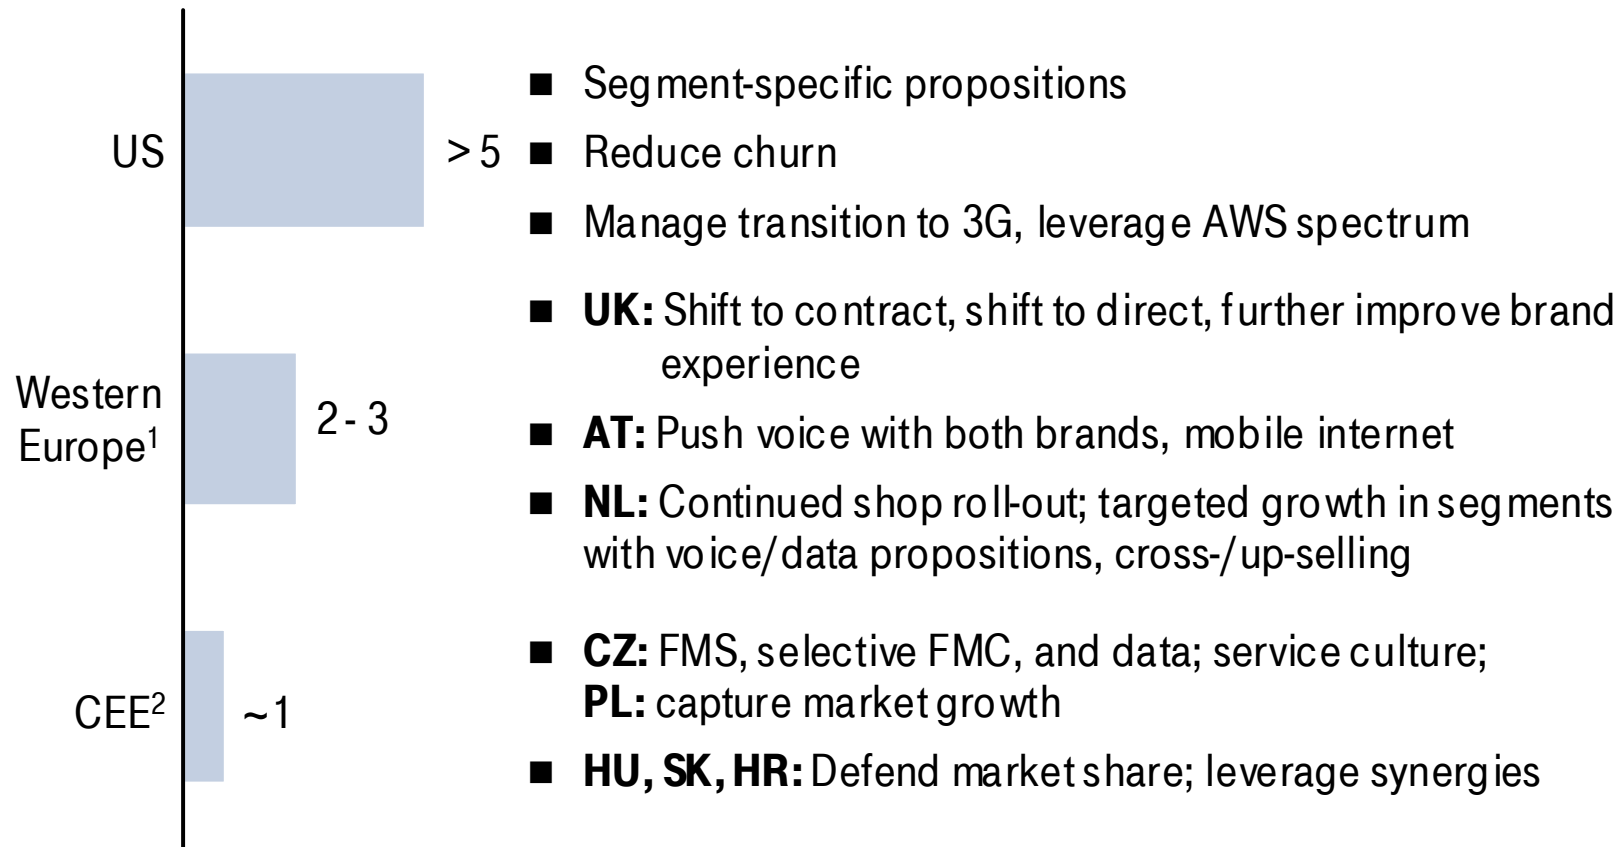 US
> 5
■ Segment-specific propositions
■ Reduce churn
■ Manage transition to 3G, leverage AWS spectrum
Western
Europe¹
2 - 3
■ UK: Shift to contract, shift to direct, further improve brand
experience
■ AT: Push voice with both brands, mobile internet
■ NL: Continued shop roll-out; targeted growth in segments
with voice/data propositions, cross-/up-selling
CEE²
~1
■ CZ: FMS, selective FMC, and data; service culture;
PL: capture market growth
■ HU, SK, HR: Defend market share; leverage synergies